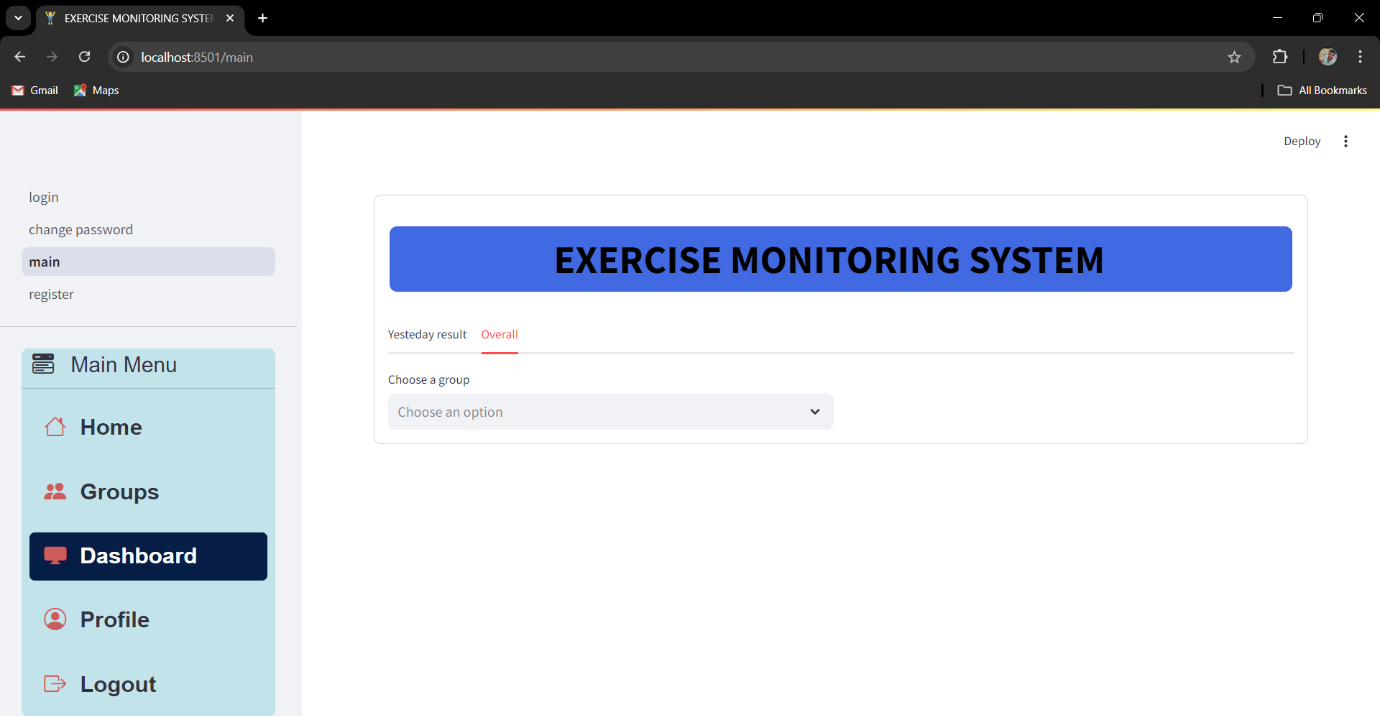 EXERCISE MONITORING SYSTEM
localhost:8501/main
Gmail
Maps
All Bookmarks
Deploy
login
change password
main
register
Main Menu
Home
Groups
Dashboard
Profile
Logout
EXERCISE MONITORING SYSTEM
Yesteday result
Overall
Choose a group
Choose an option